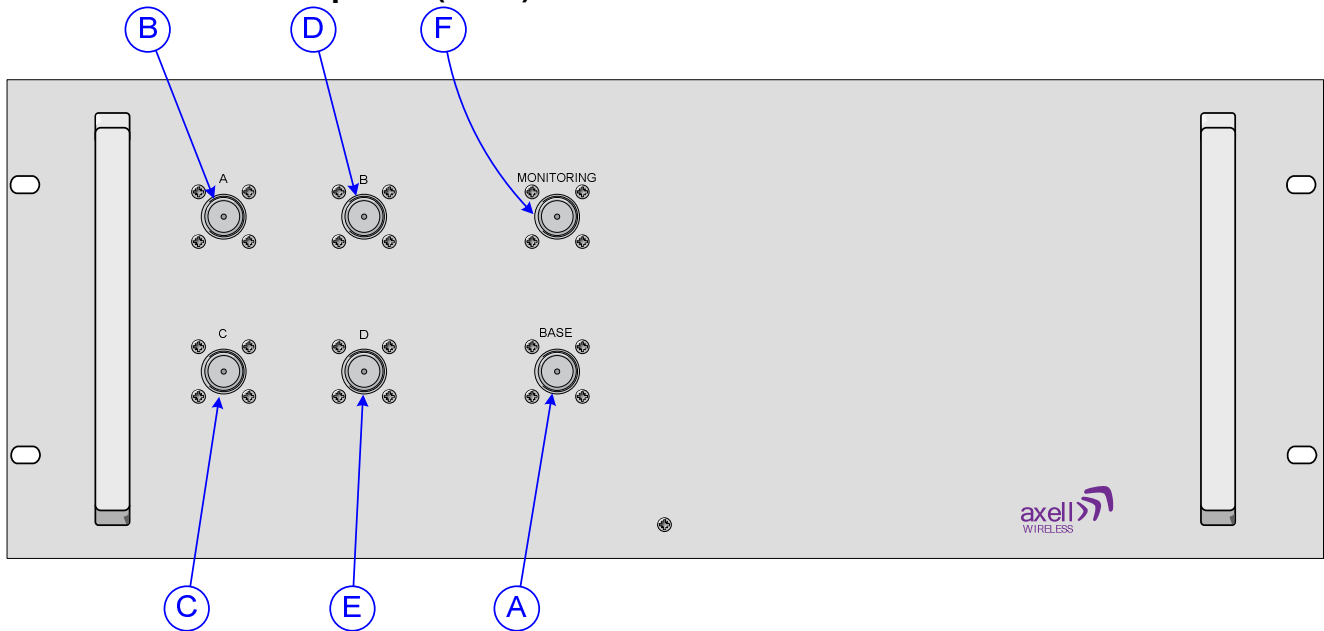 B D F
A B MONITORING
C D BASE
axell
WIRELESS
C E A